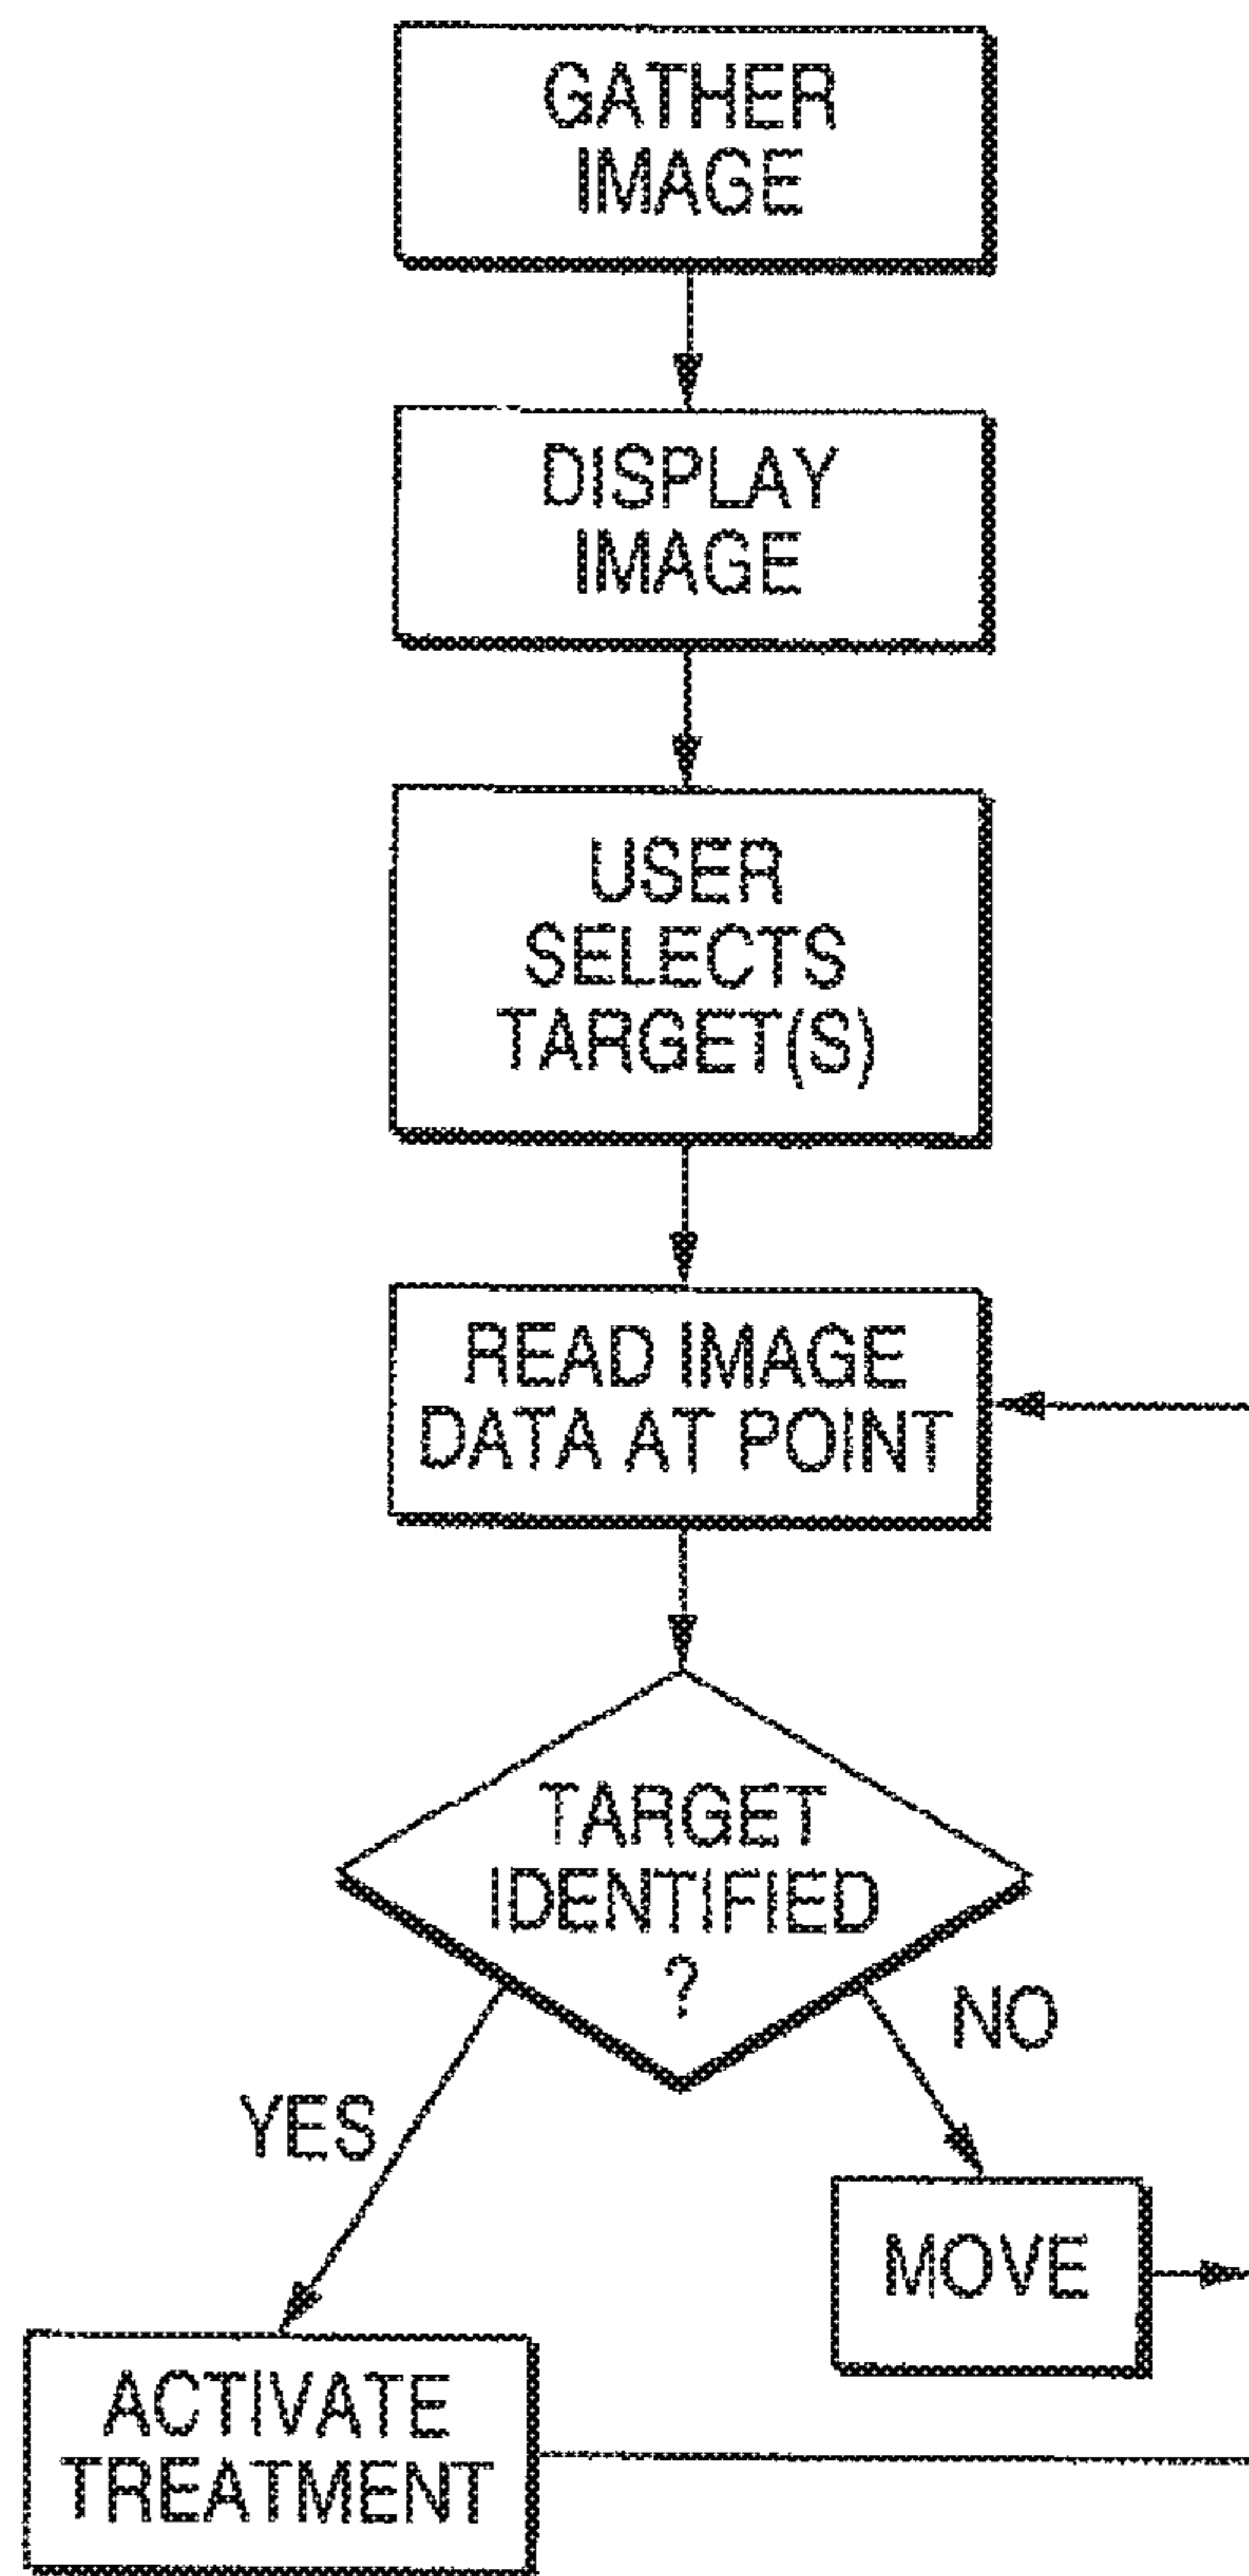 GATHER
IMAGE
DISPLAY
IMAGE
USER
SELECTS
TARGET(S)
READ IMAGE
DATA AT POINT
TARGET
IDENTIFIED
?
NO
YES
MOVE
ACTIVATE
TREATMENT